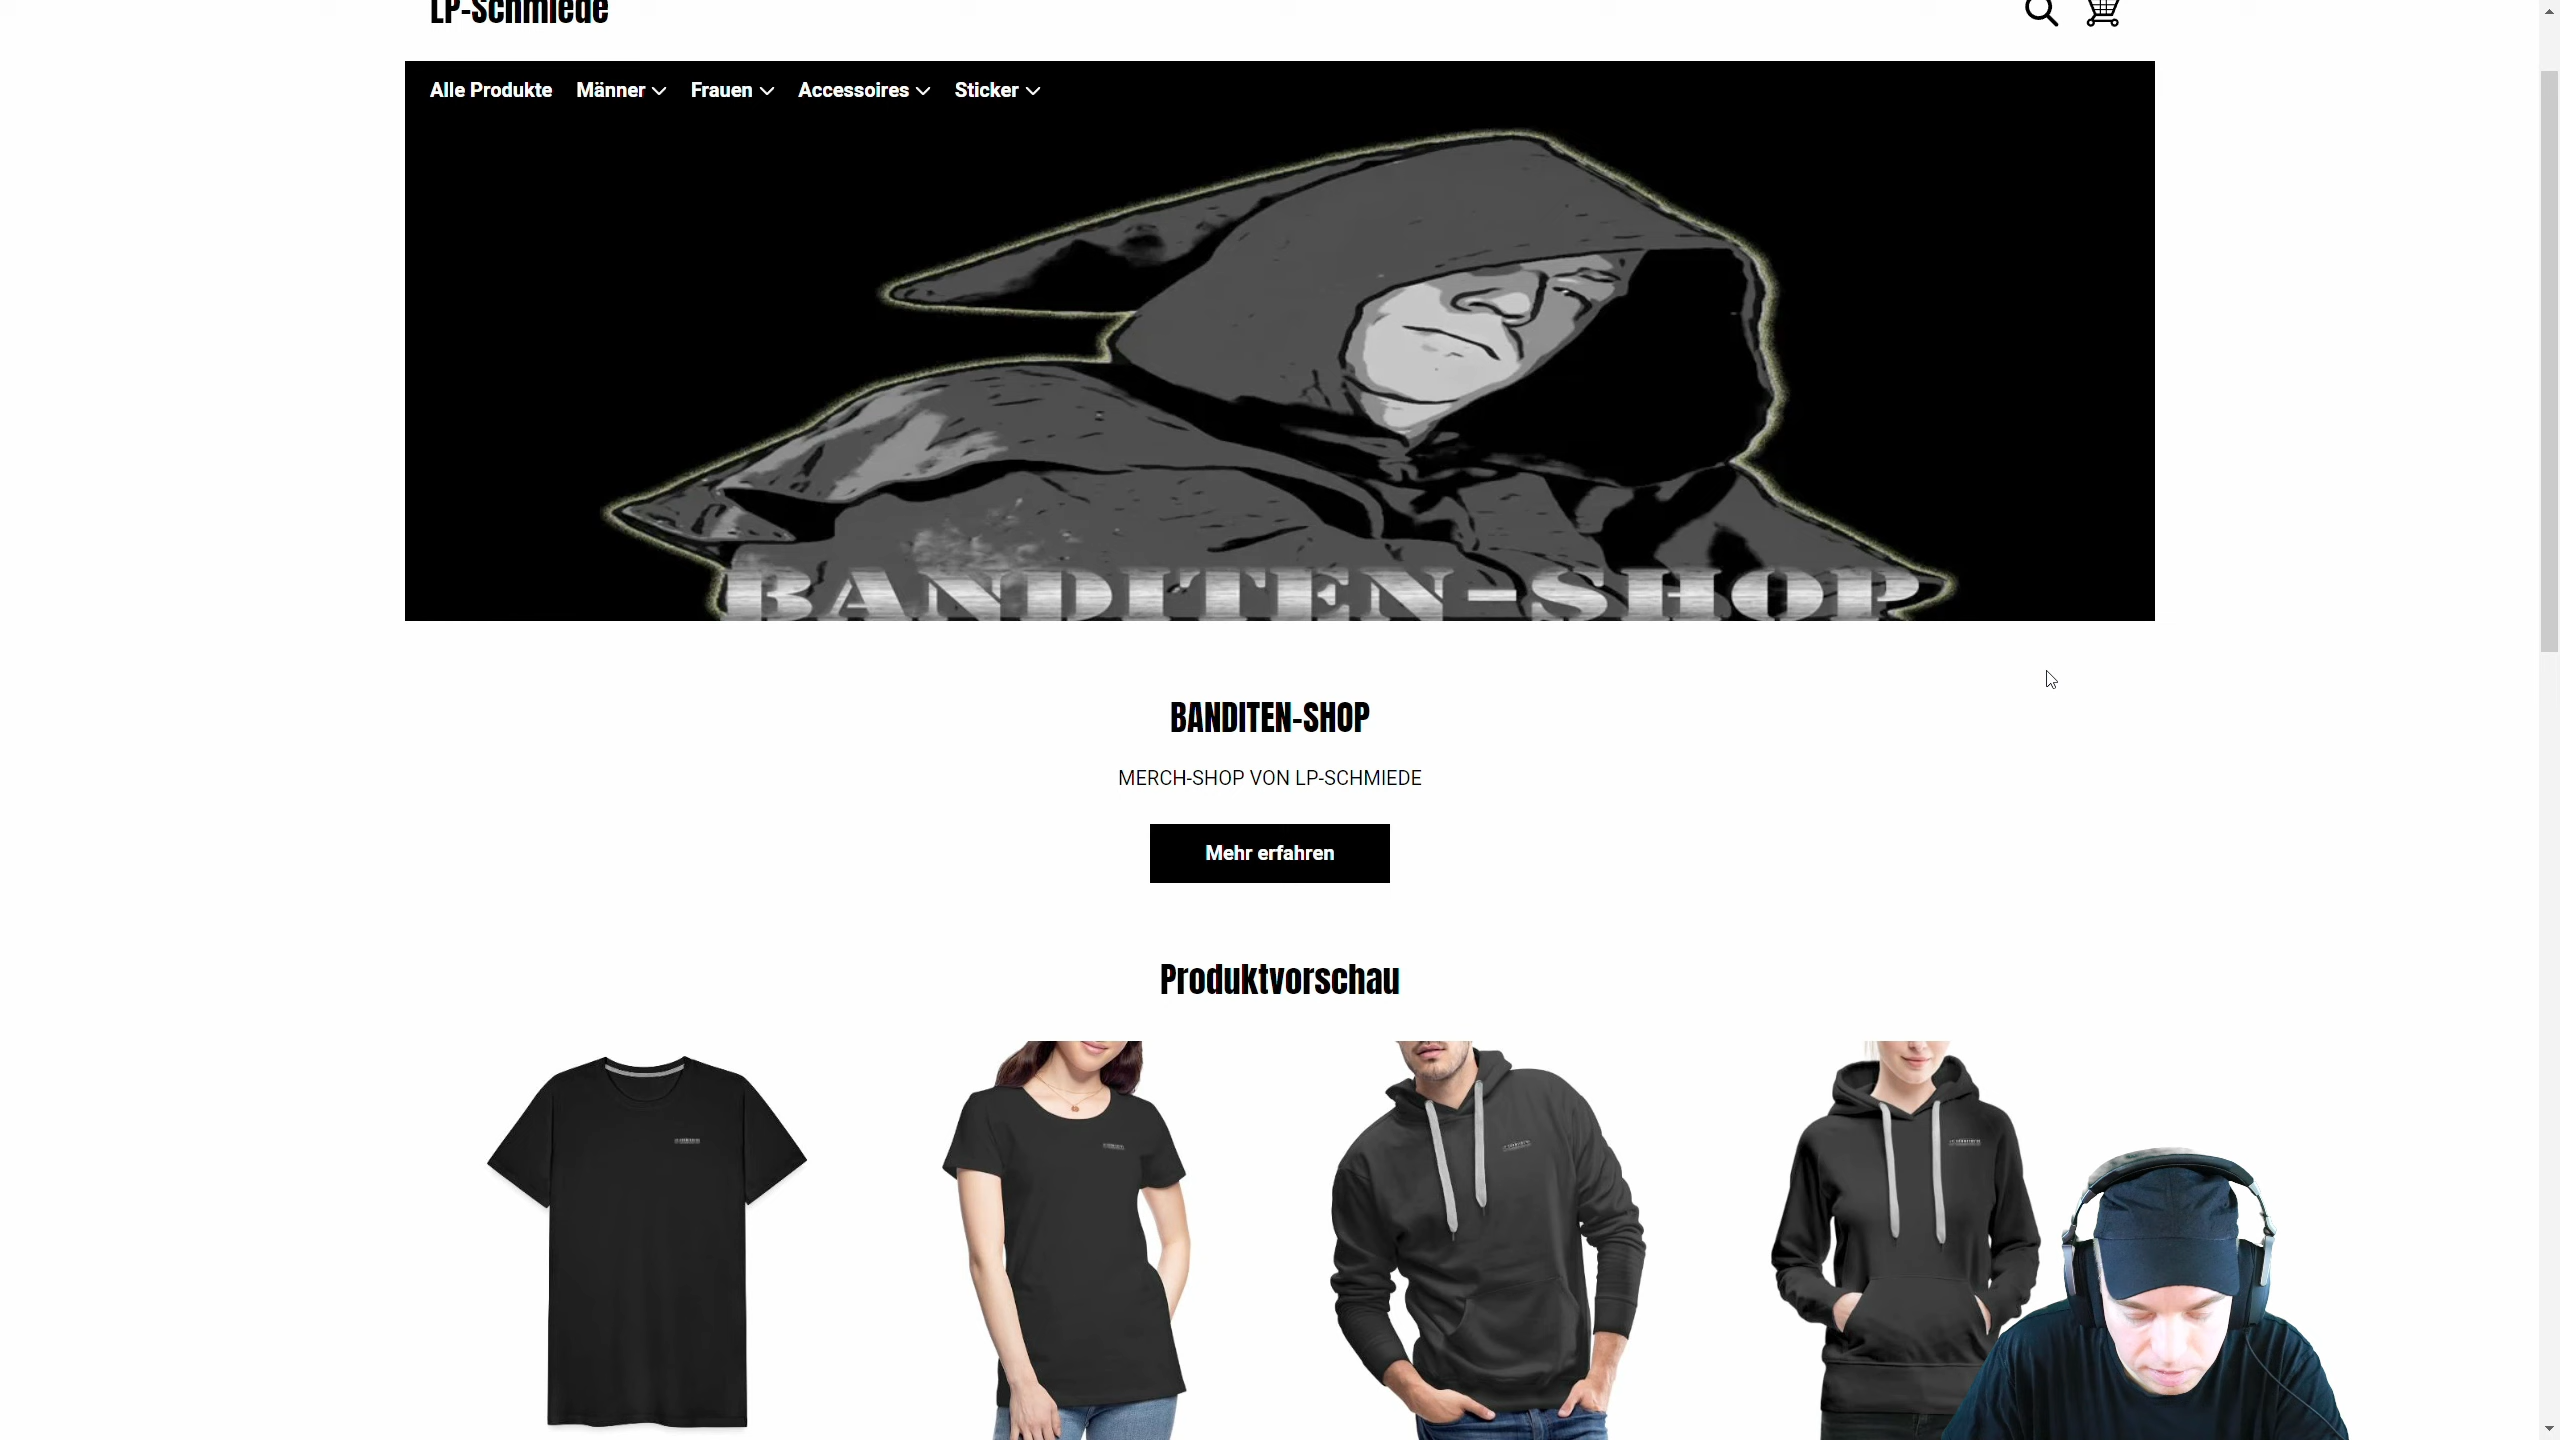 LP-Schmiede
Alle Produkte Männer Frauen Accessoires Sticker
BANDITEN-SHOP
BANDITEN-SHOP
MERCH-SHOP VON LP-SCHMIEDE
Mehr erfahren
Produktvorschau